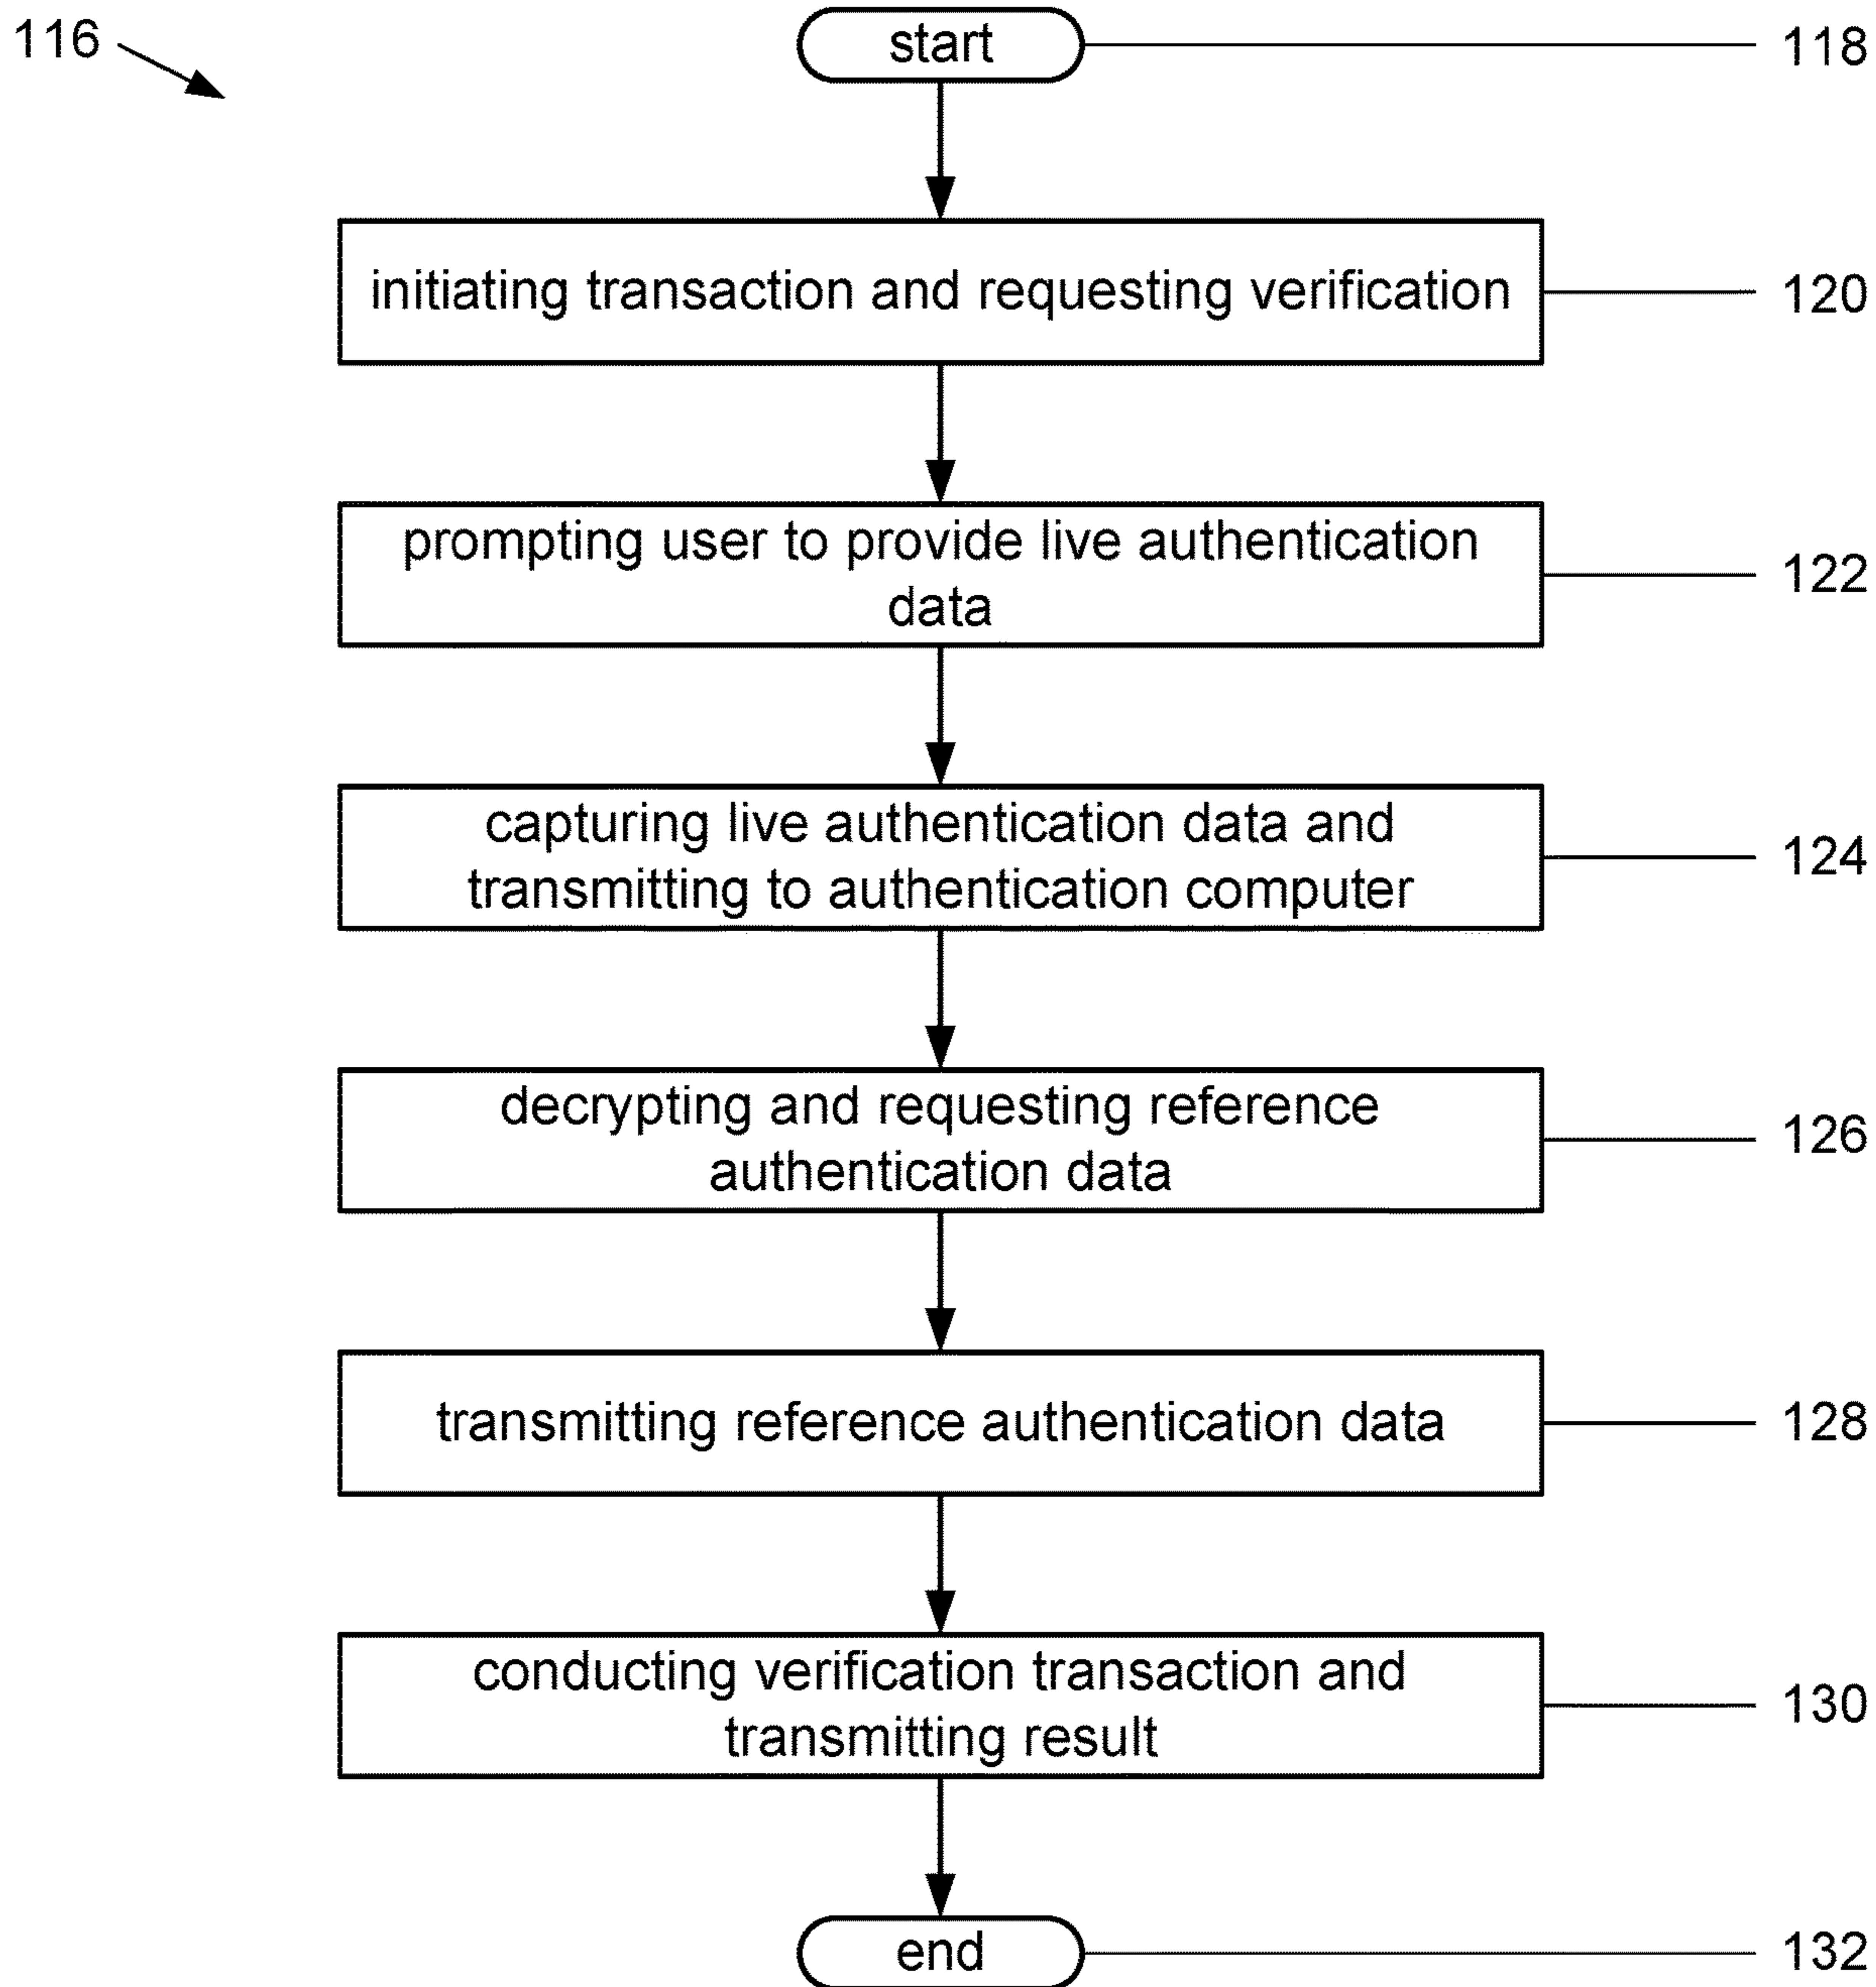 116
start
118
initiating transaction and requesting verification
120
prompting user to provide live authentication
data
122
capturing live authentication data and
transmitting to authentication computer
124
decrypting and requesting reference
authentication data
126
transmitting reference authentication data
128
conducting verification transaction and
transmitting result
130
end
132